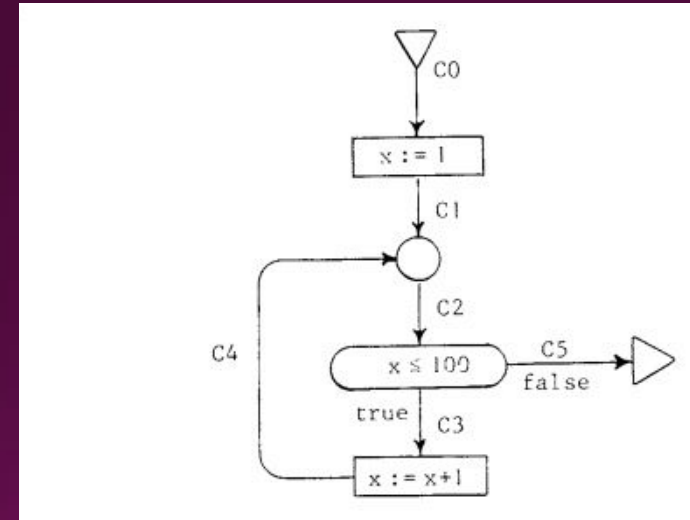 C0
x := 1
C1
C2
C4
x ≤ 100
C5
false
true
C3
x := x+1